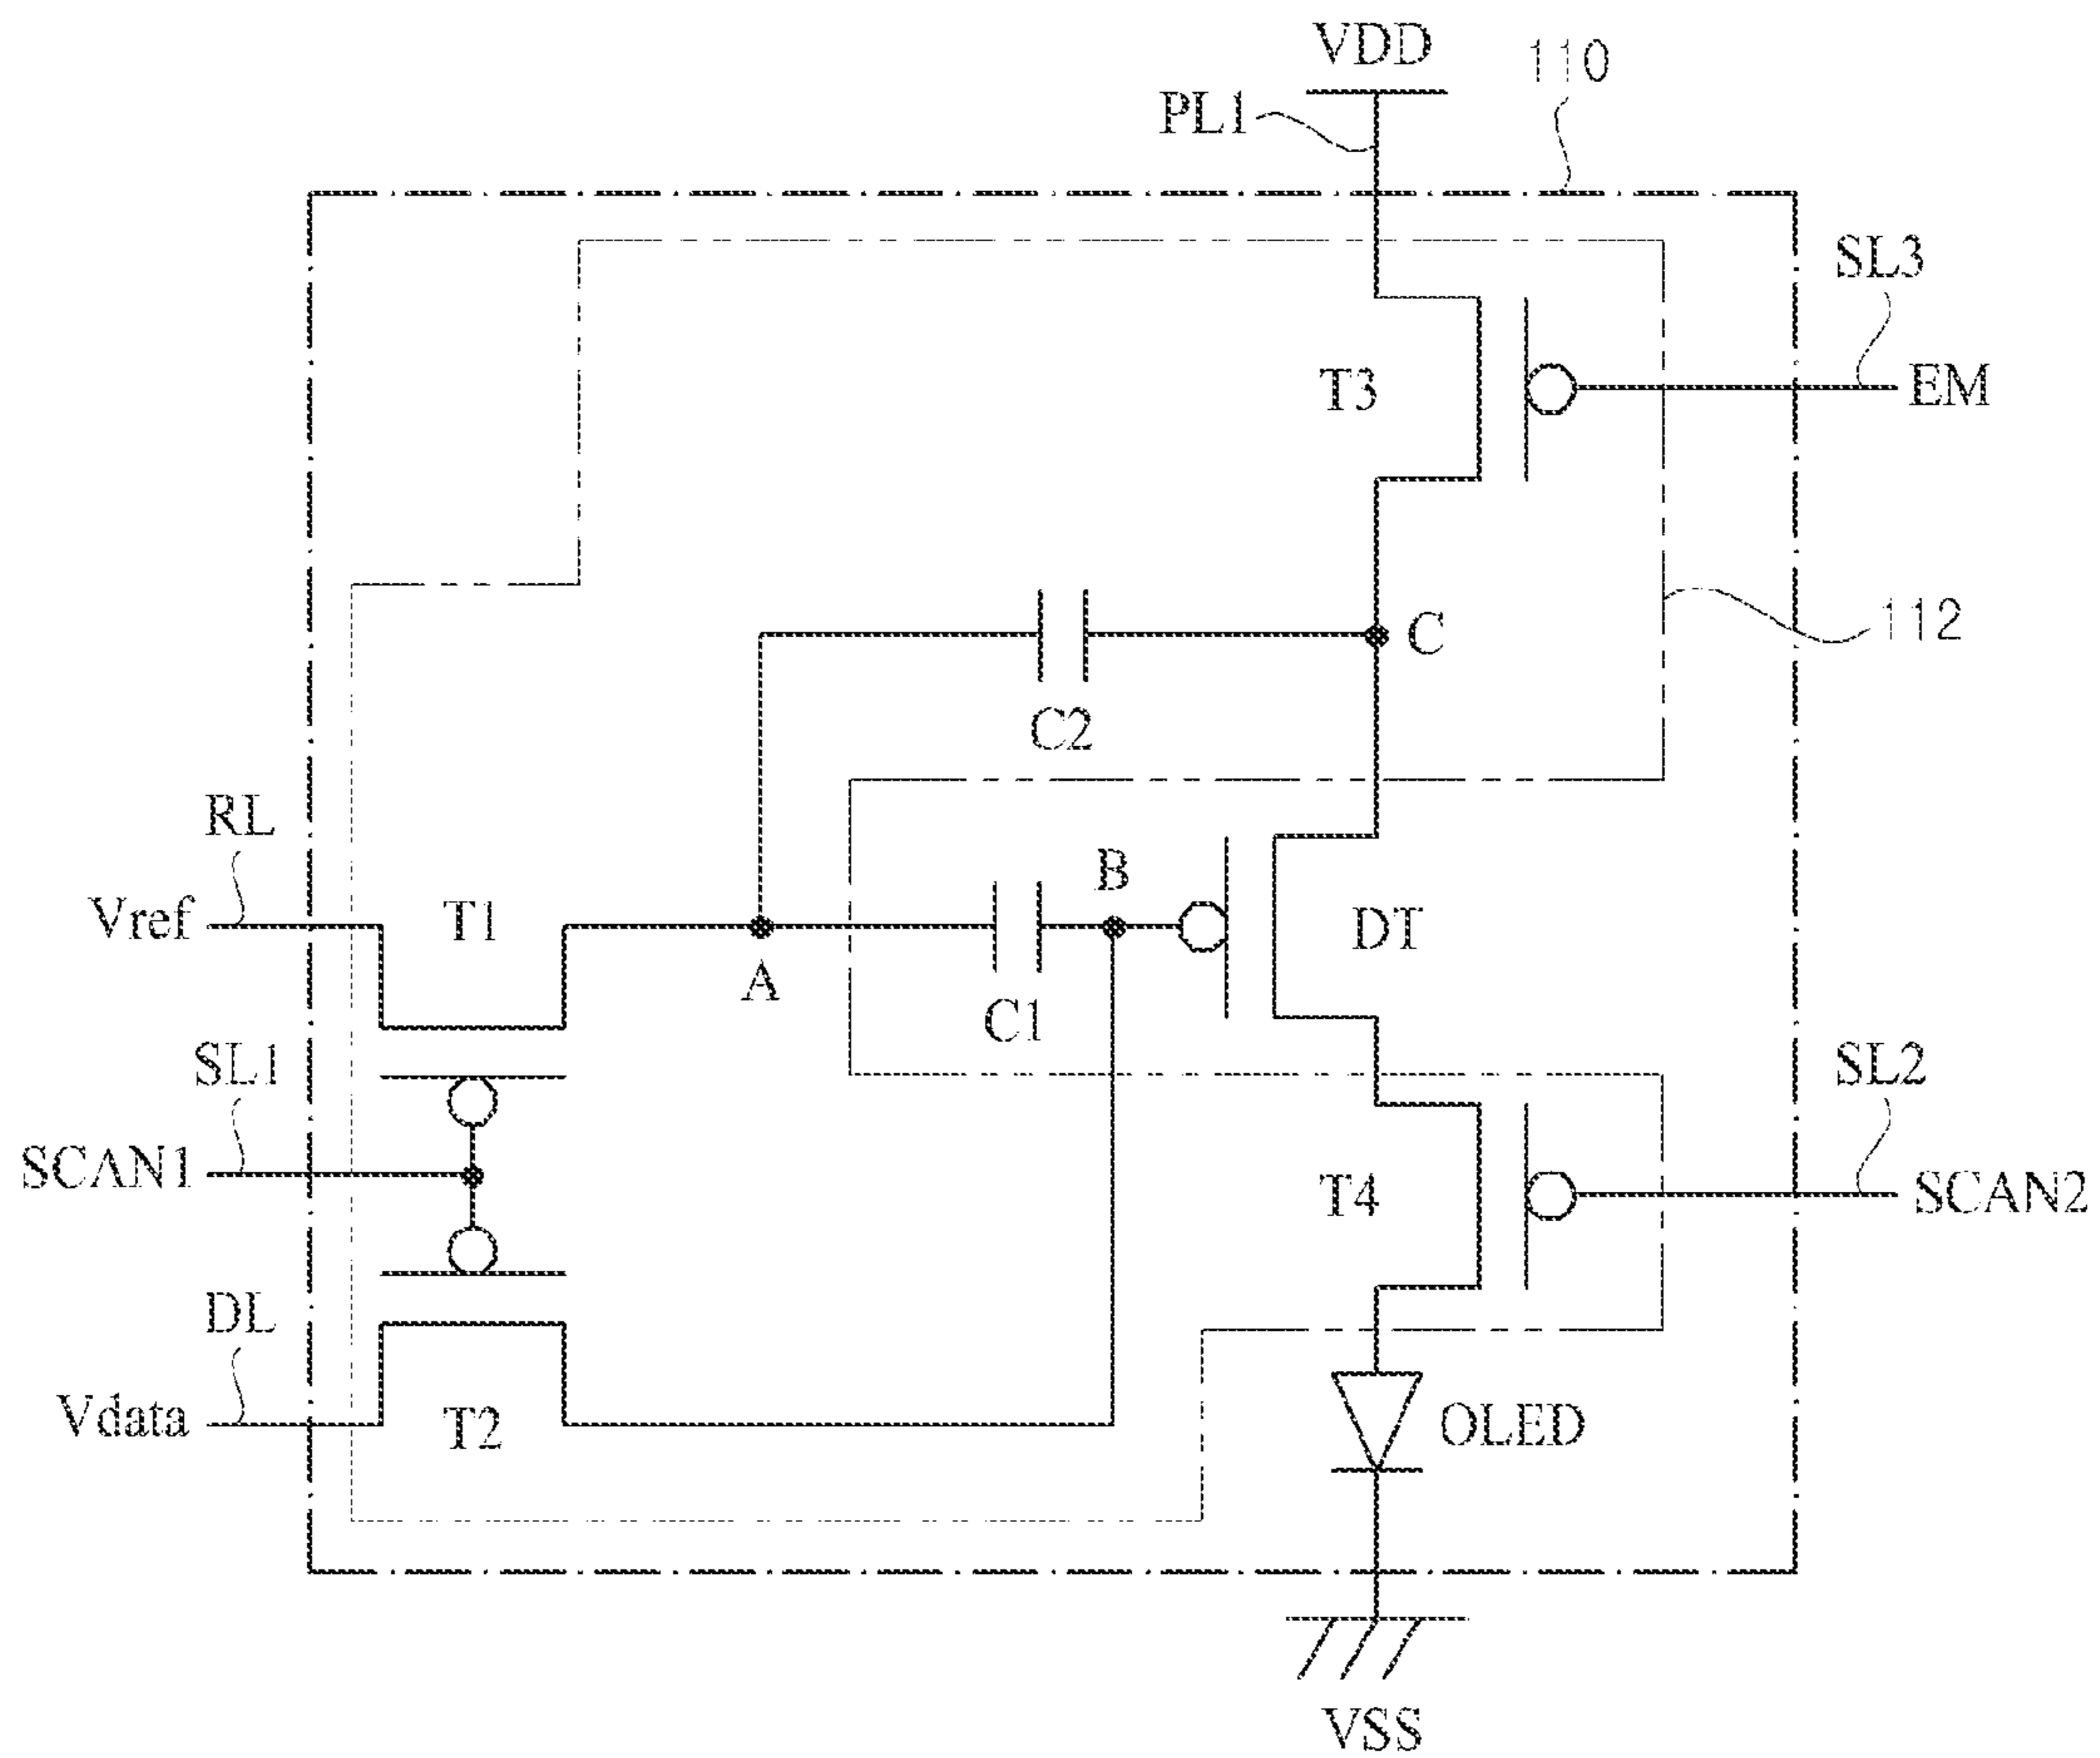 VDD
110
PL1
SL3
T3
EM
C
112
C2
RL
B
Vref
T1
DT
A
C1
SL1
SL2
SCAN1
T4
SCAN2
DL
Vdata
T2
OLED
VSS